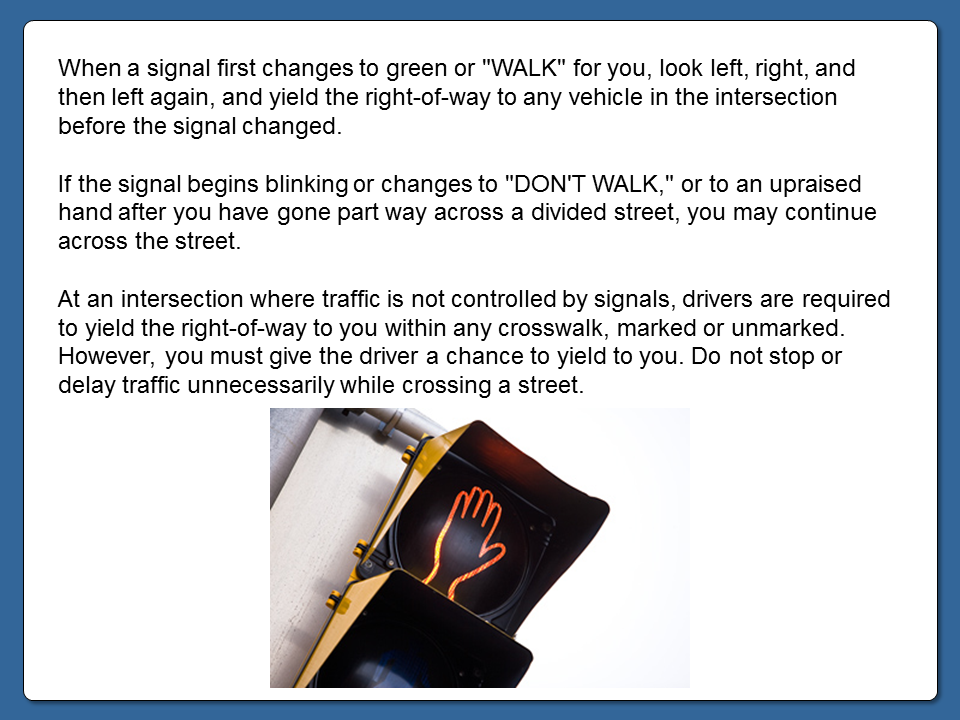 When a signal first changes to green or "WALK" for you, look left, right, and
then left again, and yield the right-of-way to any vehicle in the intersection
before the signal changed.
If the signal begins blinking or changes to "DON'T WALK," or to an upraised
hand after you have gone part way across a divided street, you may continue
across the street.
At an intersection where traffic is not controlled by signals, drivers are required
to yield the right-of-way to you within any crosswalk, marked or unmarked.
However, you must give the driver a chance to yield to you. Do not stop or
delay traffic unnecessarily while crossing a street.